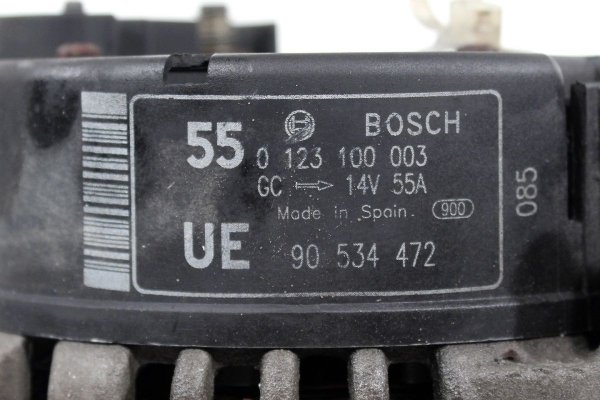 55 BOSCH
0 123 100 003
GC → 14V 55A
Made in Spain. 900
UE 90 534 472
085